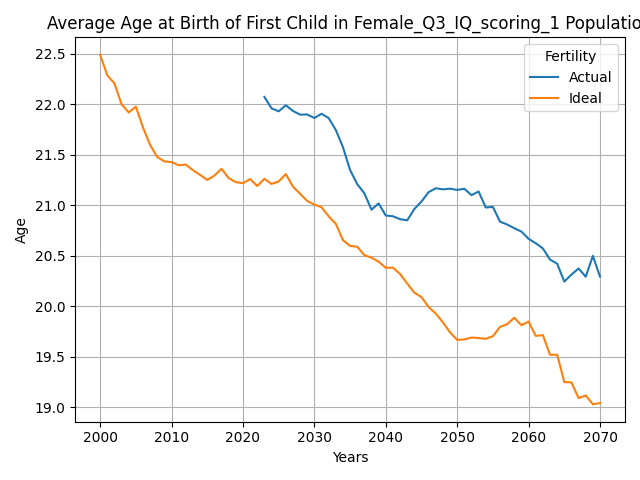 Average Age at Birth of First Child in Female_Q3_IQ_scoring_1 Populatio
Fertility
Actual
Ideal
22.5
22.0
21.5
21.0
20.5
20.0
19.5
19.0
Age
2000
2010
2020
2030
2040
2050
2060
2070
Years